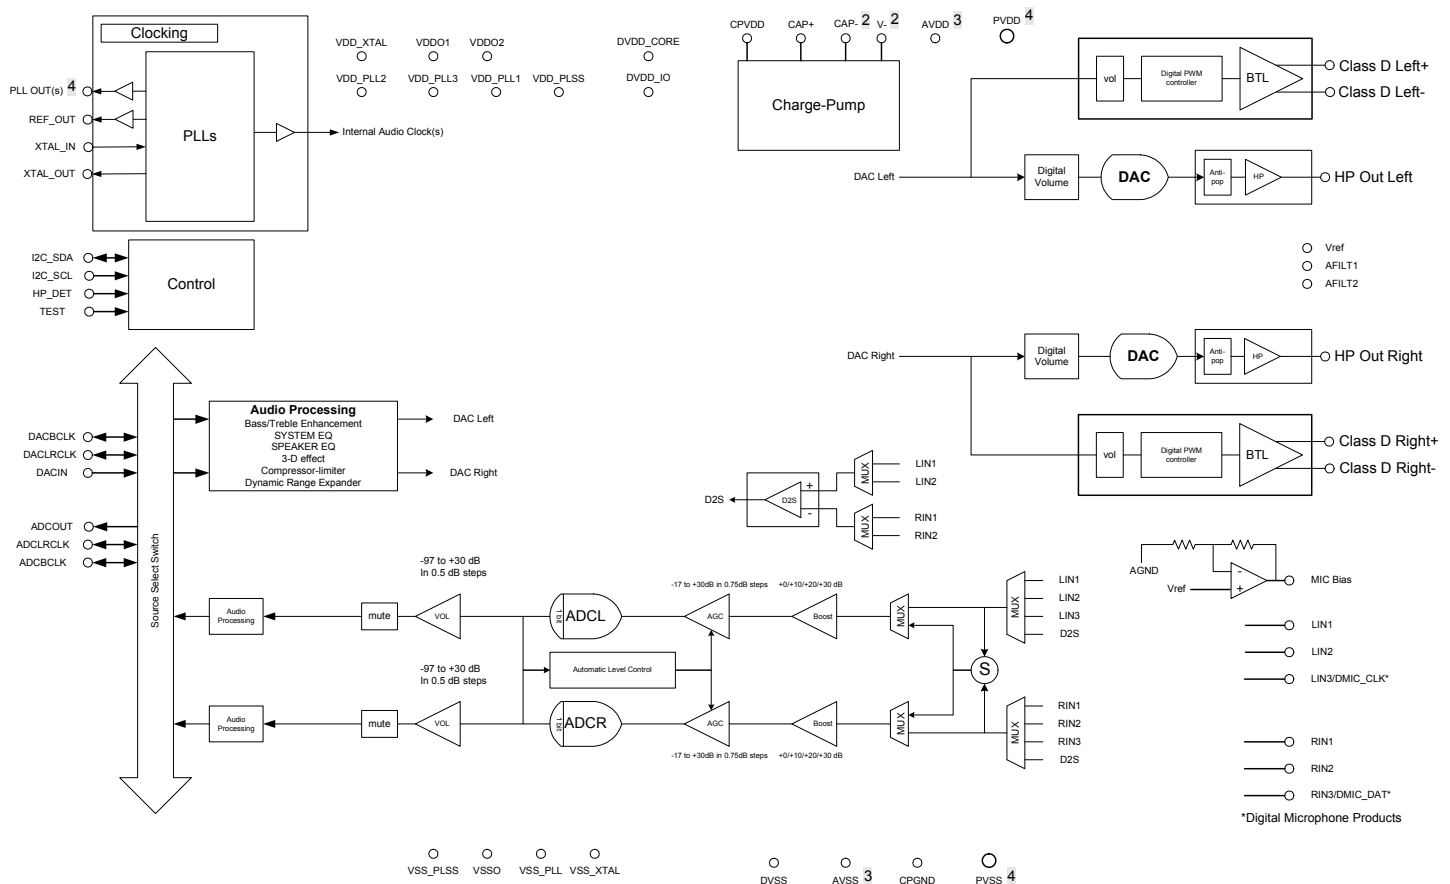 Clocking
PLL OUT(s) 4
REF_OUT
XTAL_IN
XTAL_OUT
PLLs
Internal Audio Clock(s)
VDD_XTAL
VDDO1
VDDO2
VDD_PLL2
VDD_PLL3
VDD_PLL1
VDD_PLSS
DVDD_CORE
DVDD_IO
CPVDD
CAP+
CAP- 2
V- 2
AVDD 3
PVDD 4
Charge-Pump
vol
Digital PWM
controller
BTL
Class D Left+
Class D Left-
DAC Left
Digital
Volume
DAC
Anti-
pop
HP
HP Out Left
I2C_SDA
I2C_SCL
HP_DET
TEST
Control
Vref
AFILT1
AFILT2
DAC Right
Digital
Volume
DAC
Anti-
pop
HP
HP Out Right
vol
Digital PWM
controller
BTL
Class D Right+
Class D Right-
DACBCLK
DACLRCLK
DACIN
ADCOUT
ADCLRCLK
ADCBCLK
Source Select Switch
Audio Processing
Bass/Treble Enhancement
SYSTEM EQ
SPEAKER EQ
3-D effect
Compressor-limiter
Dynamic Range Expander
DAC Left
DAC Right
D2S
D2S
+
-
MUX
LIN1
LIN2
MUX
RIN1
RIN2
AGND
Vref
-
+
MIC Bias
-97 to +30 dB
In 0.5 dB steps
-17 to +30dB in 0.75dB steps
+0/+10/+20/+30 dB
Audio
Processing
mute
VOL
1 bit
ADCL
AGC
Boost
MUX
MUX
LIN1
LIN2
LIN3
D2S
Automatic Level Control
S
-97 to +30 dB
In 0.5 dB steps
Audio
Processing
mute
VOL
1 bit
ADCR
AGC
Boost
MUX
MUX
RIN1
RIN2
RIN3
D2S
-17 to +30dB in 0.75dB steps
+0/+10/+20/+30 dB
LIN1
LIN2
LIN3/DMIC_CLK*
RIN1
RIN2
RIN3/DMIC_DAT*
*Digital Microphone Products
VSS_PLSS
VSSO
VSS_PLL
VSS_XTAL
DVSS
AVSS 3
CPGND
PVSS 4